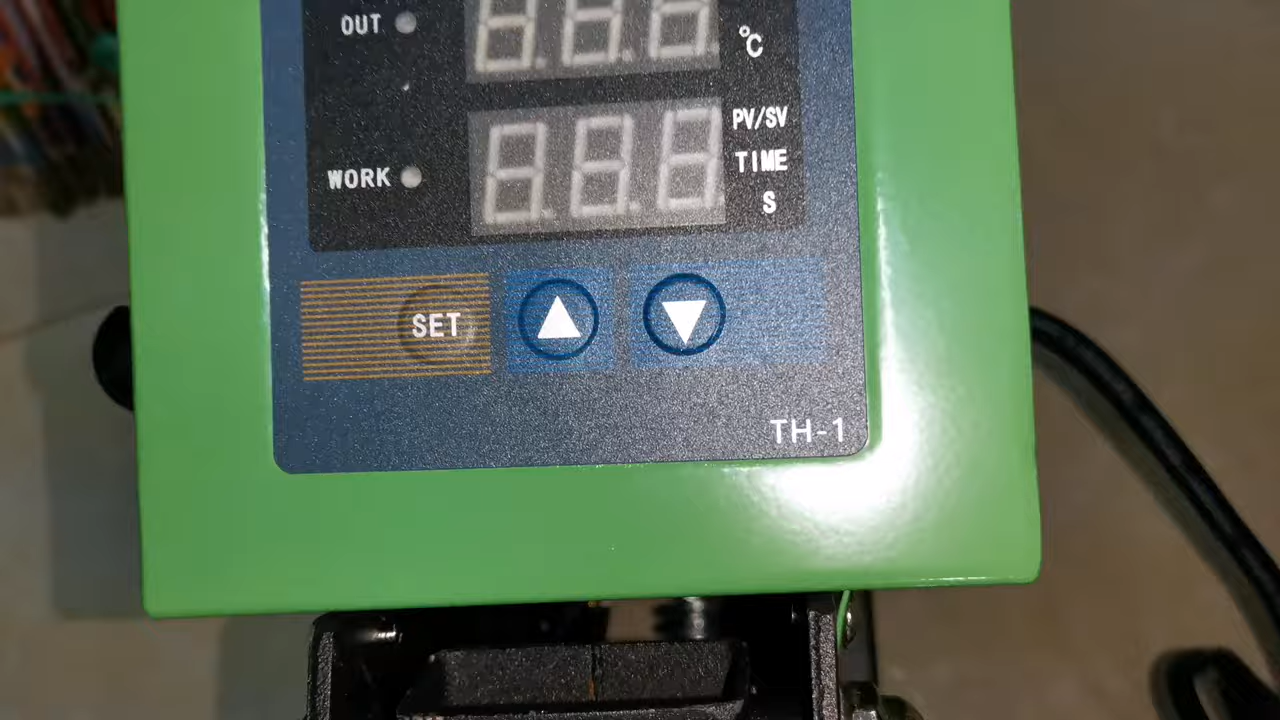 OUT
℃
PV/SV
TIME
WORK
S
SET
TH-1